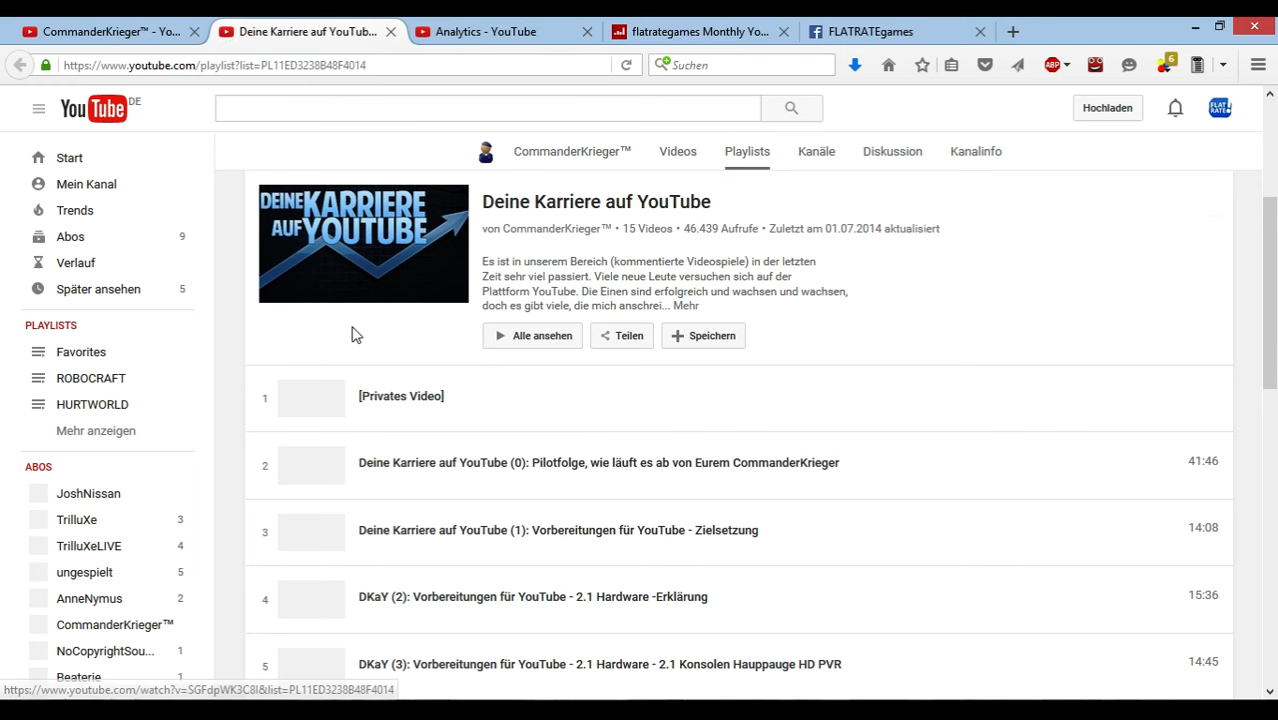 CommanderKrieger™ - Yo...
Deine Karriere auf YouTub...
Analytics - YouTube
flatrategames Monthly Yo...
FLATRATEgames
https://www.youtube.com/playlist?list=PL11ED3238B48F4014
Suchen
ABP
6
YouTube DE
Hochladen
FLAT RATE!
CommanderKrieger™
Videos
Playlists
Kanäle
Diskussion
Kanalinfo
Start
Mein Kanal
Trends
Abos 9
Verlauf
Später ansehen 5
PLAYLISTS
Favorites
ROBOCRAFT
HURTWORLD
Mehr anzeigen
ABOS
JoshNissan
TrilluXe 3
TrilluXeLIVE 4
ungespielt 5
AnneNymus 2
CommanderKrieger™
NoCopyrightSou... 1
Beaterie 1
DEINE KARRIERE
AUF YOUTUBE
Deine Karriere auf YouTube
von CommanderKrieger™ • 15 Videos • 46.439 Aufrufe • Zuletzt am 01.07.2014 aktualisiert
Es ist in unserem Bereich (kommentierte Videospiele) in der letzten
Zeit sehr viel passiert. Viele neue Leute versuchen sich auf der
Plattform YouTube. Die Einen sind erfolgreich und wachsen und wachsen,
doch es gibt viele, die mich anschrei... Mehr
Alle ansehen
Teilen
Speichern
1 [Privates Video]
2 Deine Karriere auf YouTube (0): Pilotfolge, wie läuft es ab von Eurem CommanderKrieger 41:46
3 Deine Karriere auf YouTube (1): Vorbereitungen für YouTube - Zielsetzung 14:08
4 DKaY (2): Vorbereitungen für YouTube - 2.1 Hardware -Erklärung 15:36
5 DKaY (3): Vorbereitungen für YouTube - 2.1 Hardware - 2.1 Konsolen Hauppauge HD PVR 14:45
https://www.youtube.com/watch?v=SGFdpWK3C8I&list=PL11ED3238B48F4014